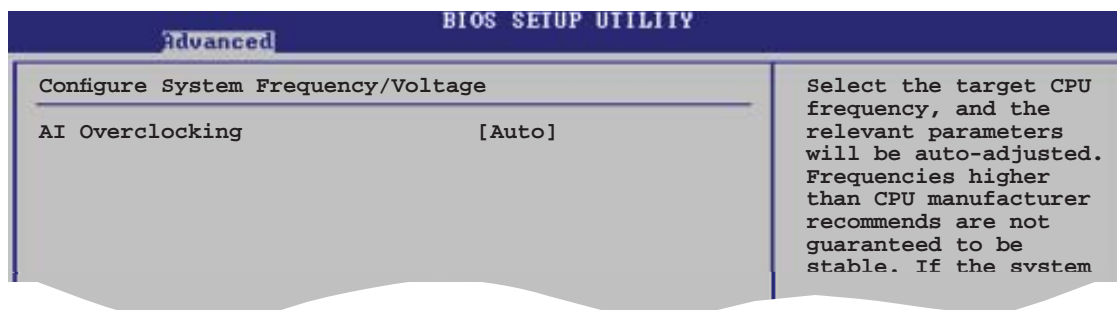 BIOS SETUP UTILITY
Advanced
Configure System Frequency/Voltage
AI Overclocking [Auto]
Select the target CPU
frequency, and the
relevant parameters
will be auto-adjusted.
Frequencies higher
than CPU manufacturer
recommends are not
guaranteed to be
stable. If the system